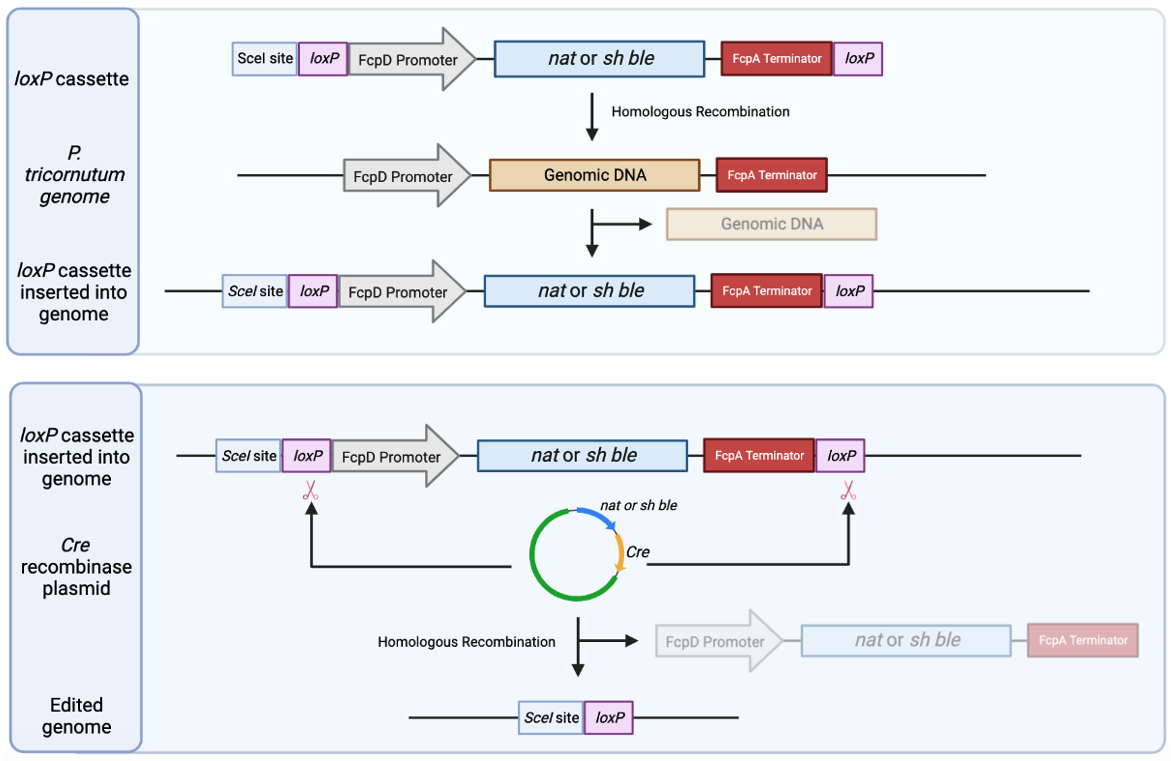 loxP cassette
SceI site loxP FcpD Promoter nat or sh ble FcpA Terminator loxP
Homologous Recombination
P.
tricornutum
genome
FcpD Promoter Genomic DNA FcpA Terminator
Genomic DNA
loxP cassette
inserted into
genome
SceI site loxP FcpD Promoter nat or sh ble FcpA Terminator loxP
loxP cassette
inserted into
genome
SceI site loxP FcpD Promoter nat or sh ble FcpA Terminator loxP
Cre
recombinase
plasmid
nat or sh ble
Cre
Homologous Recombination
FcpD Promoter nat or sh ble FcpA Terminator
Edited
genome
SceI site loxP